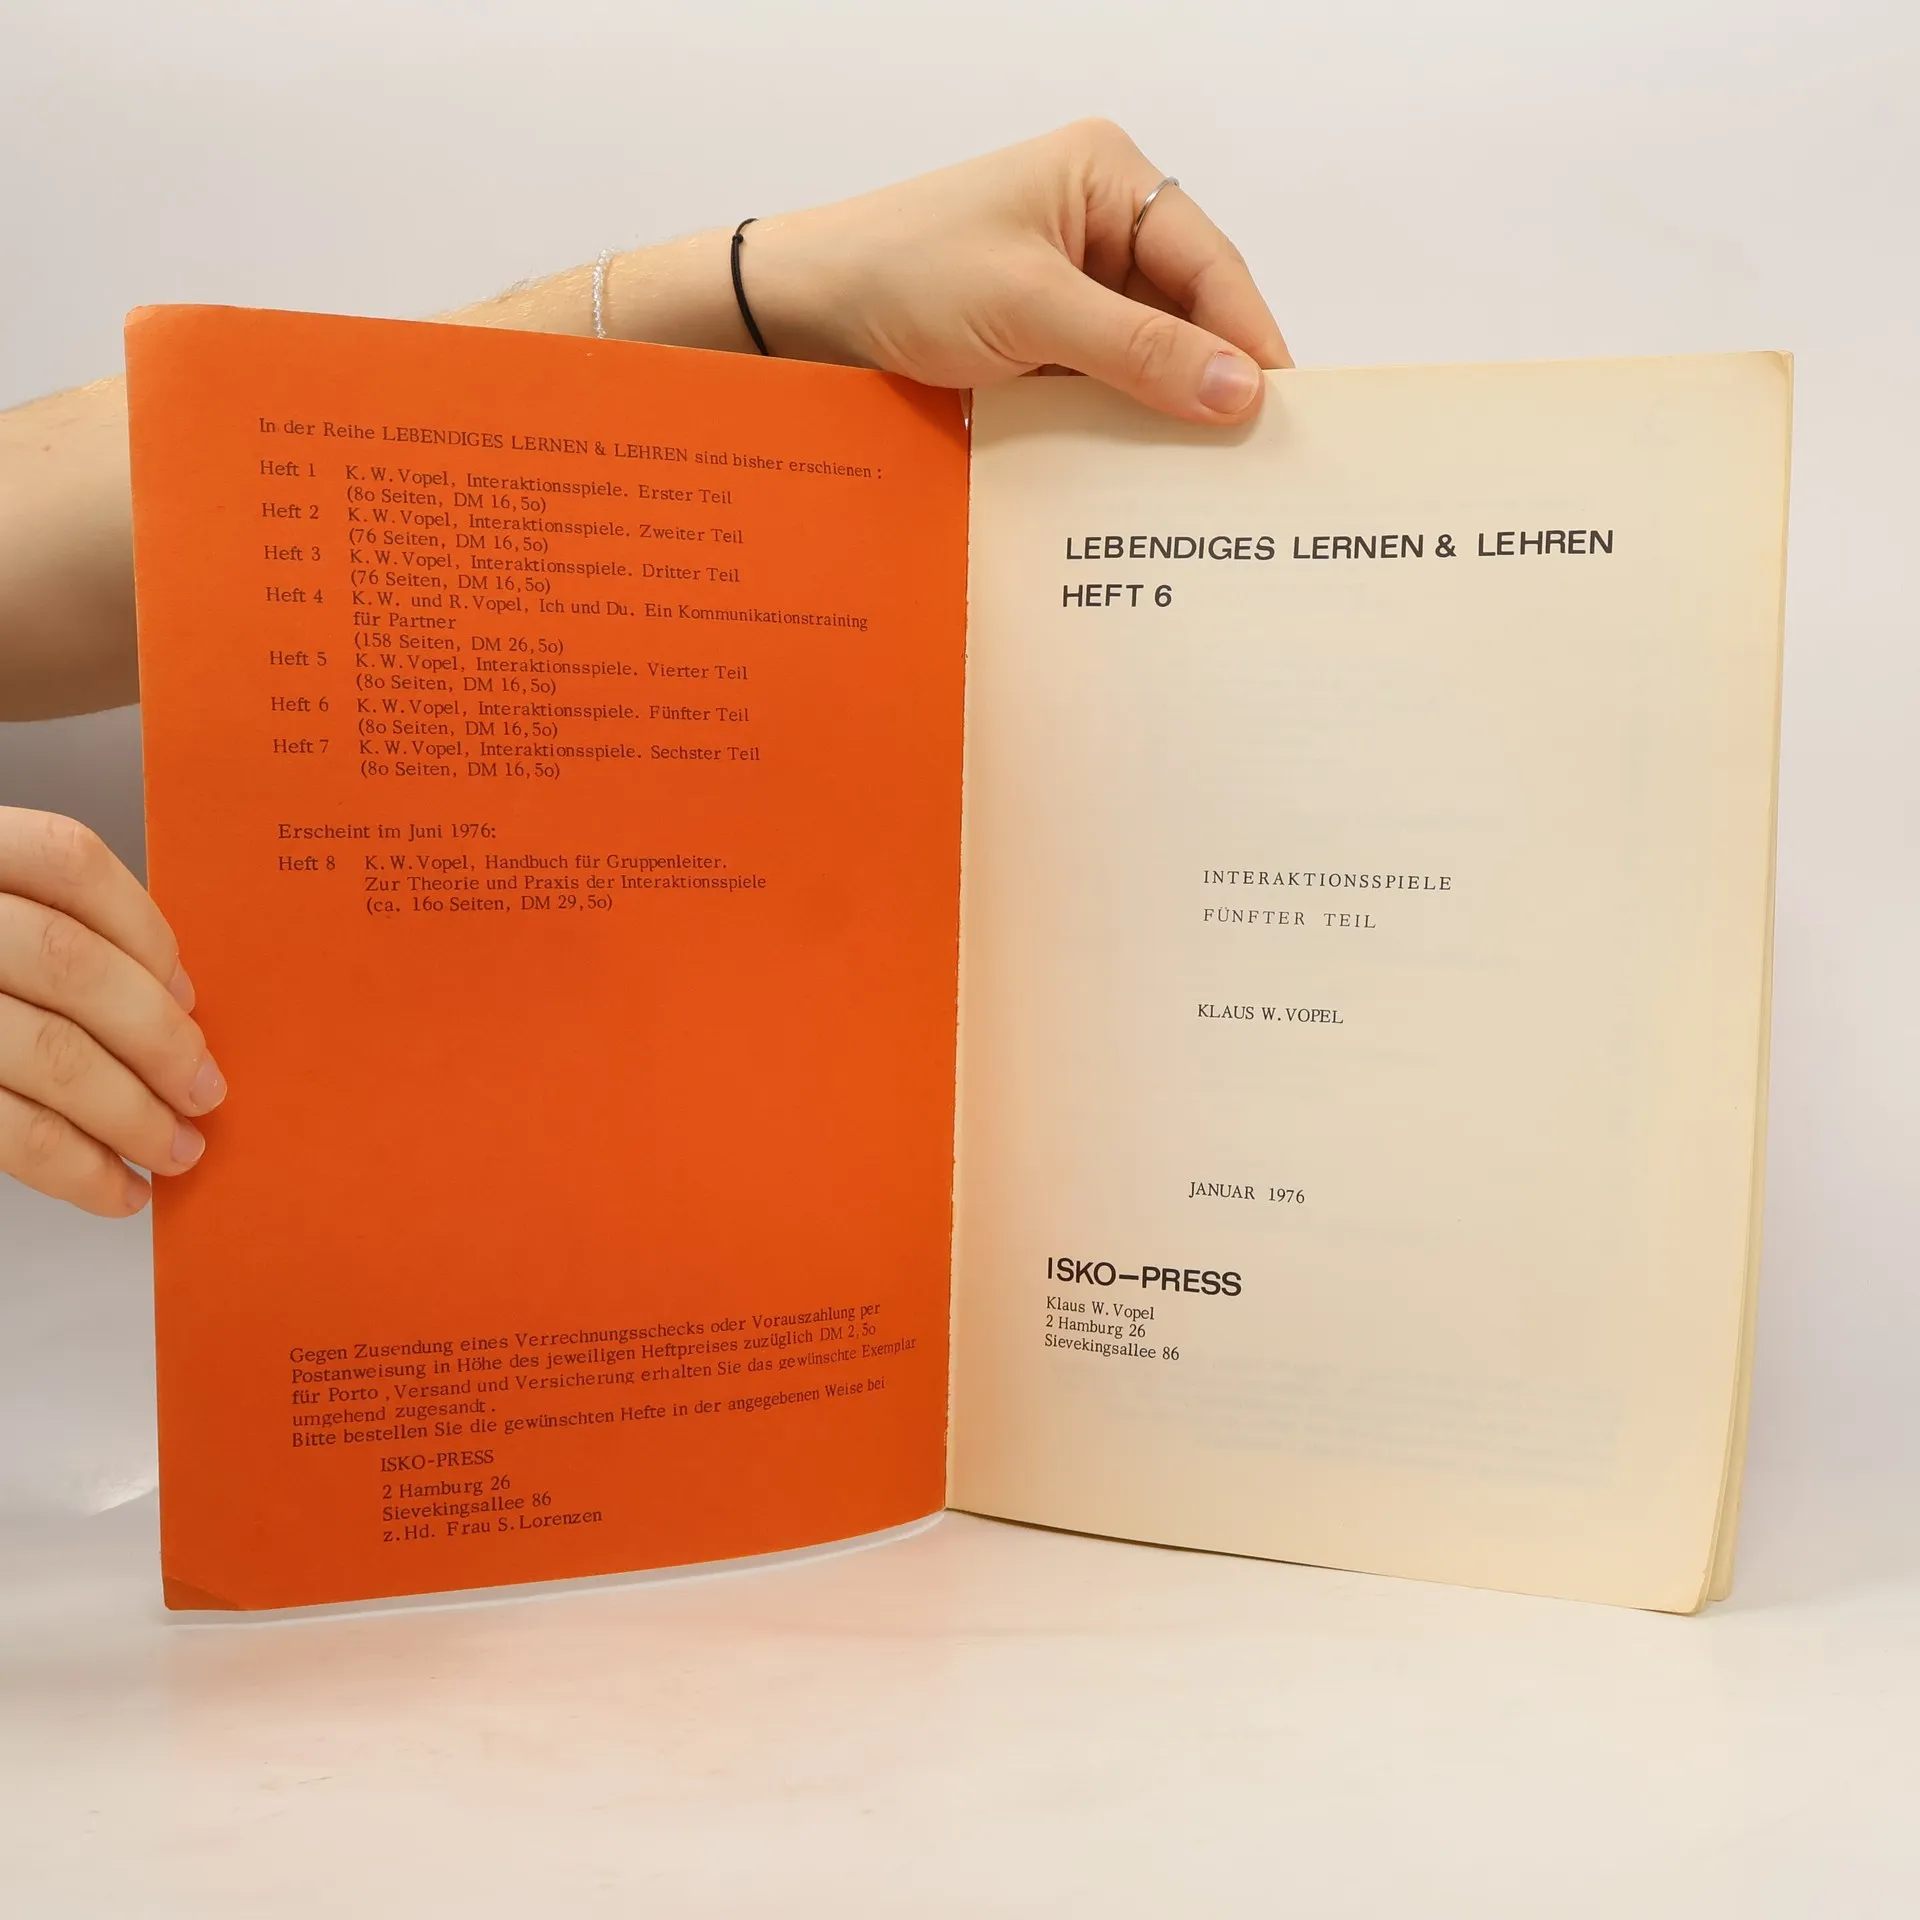 In der Reihe LEBENDIGES LERNEN & LEHREN sind bisher erschienen :
Heft 1 K. W. Vopel, Interaktionsspiele. Erster Teil
(8o Seiten, DM 16,5o)
Heft 2 K. W. Vopel, Interaktionsspiele. Zweiter Teil
(76 Seiten, DM 16,5o)
Heft 3 K. W. Vopel, Interaktionsspiele. Dritter Teil
(76 Seiten, DM 16,5o)
Heft 4 K. W. und R. Vopel, Ich und Du. Ein Kommunikationstraining
für Partner
(158 Seiten, DM 26,5o)
Heft 5 K. W. Vopel, Interaktionsspiele. Vierter Teil
(8o Seiten, DM 16,5o)
Heft 6 K. W. Vopel, Interaktionsspiele. Fünfter Teil
(8o Seiten, DM 16,5o)
Heft 7 K. W. Vopel, Interaktionsspiele. Sechster Teil
(8o Seiten, DM 16,5o)
Erscheint im Juni 1976:
Heft 8 K. W. Vopel, Handbuch für Gruppenleiter.
Zur Theorie und Praxis der Interaktionsspiele
(ca. 16o Seiten, DM 29,5o)
Gegen Zusendung eines Verrechnungsschecks oder Vorauszahlung per
Postanweisung in Höhe des jeweiligen Heftpreises zuzüglich DM 2,5o
für Porto , Versand und Versicherung erhalten Sie das gewünschte Exemplar
umgehend zugesandt .
Bitte bestellen Sie die gewünschten Hefte in der angegebenen Weise bei
ISKO-PRESS
2 Hamburg 26
Sievekingsallee 86
z. Hd. Frau S. Lorenzen
LEBENDIGES LERNEN & LEHREN
HEFT 6
INTERAKTIONSSPIELE
FÜNFTER TEIL
KLAUS W. VOPEL
JANUAR 1976
ISKO–PRESS
Klaus W. Vopel
2 Hamburg 26
Sievekingsallee 86